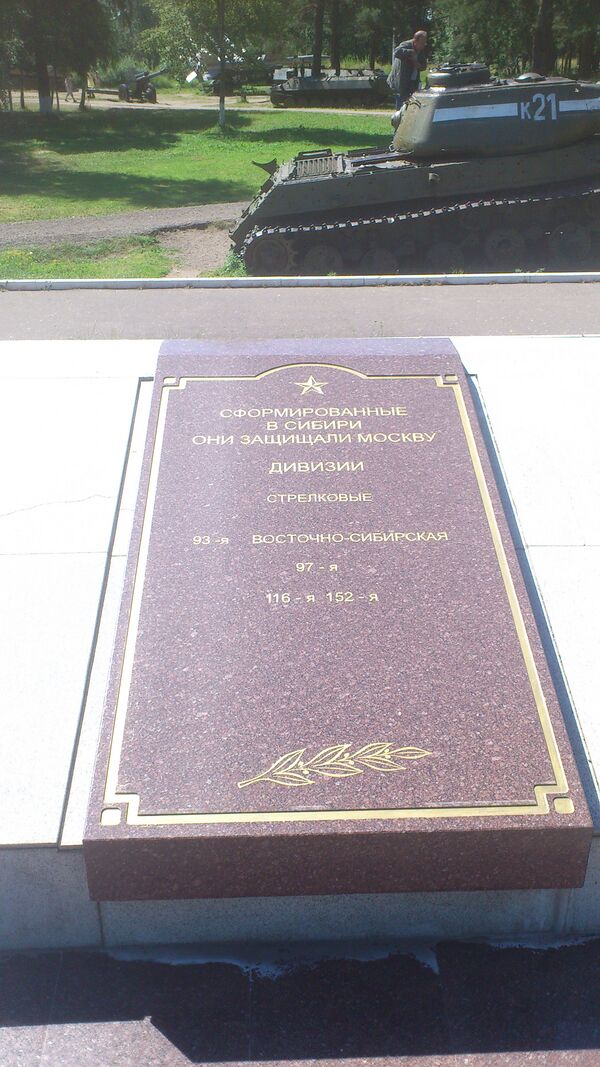 к21
СФОРМИРОВАННЫЕ
В СИБИРИ
ОНИ ЗАЩИЩАЛИ МОСКВУ
ДИВИЗИИ
СТРЕЛКОВЫЕ
93-я ВОСТОЧНО-СИБИРСКАЯ
97-я
116-я 152-я